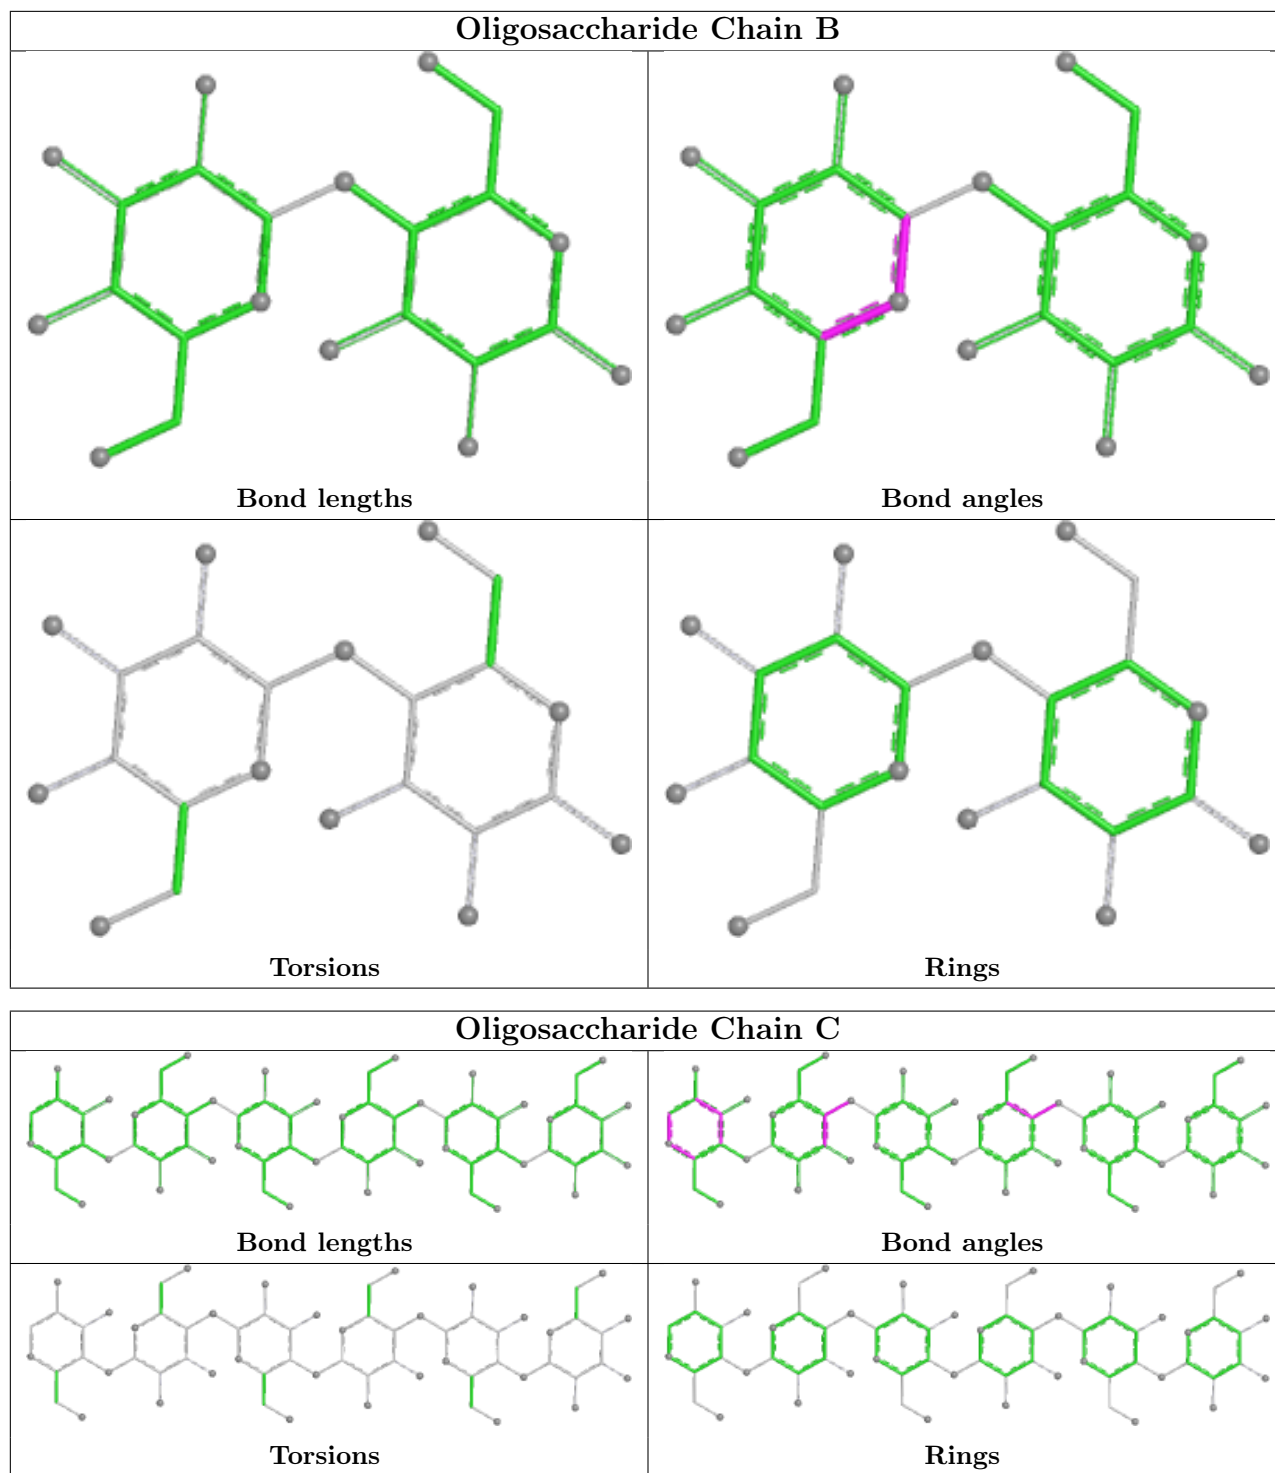 Oligosaccharide Chain B
Bond lengths
Bond angles
Torsions
Rings
Oligosaccharide Chain C
Bond lengths
Bond angles
Torsions
Rings